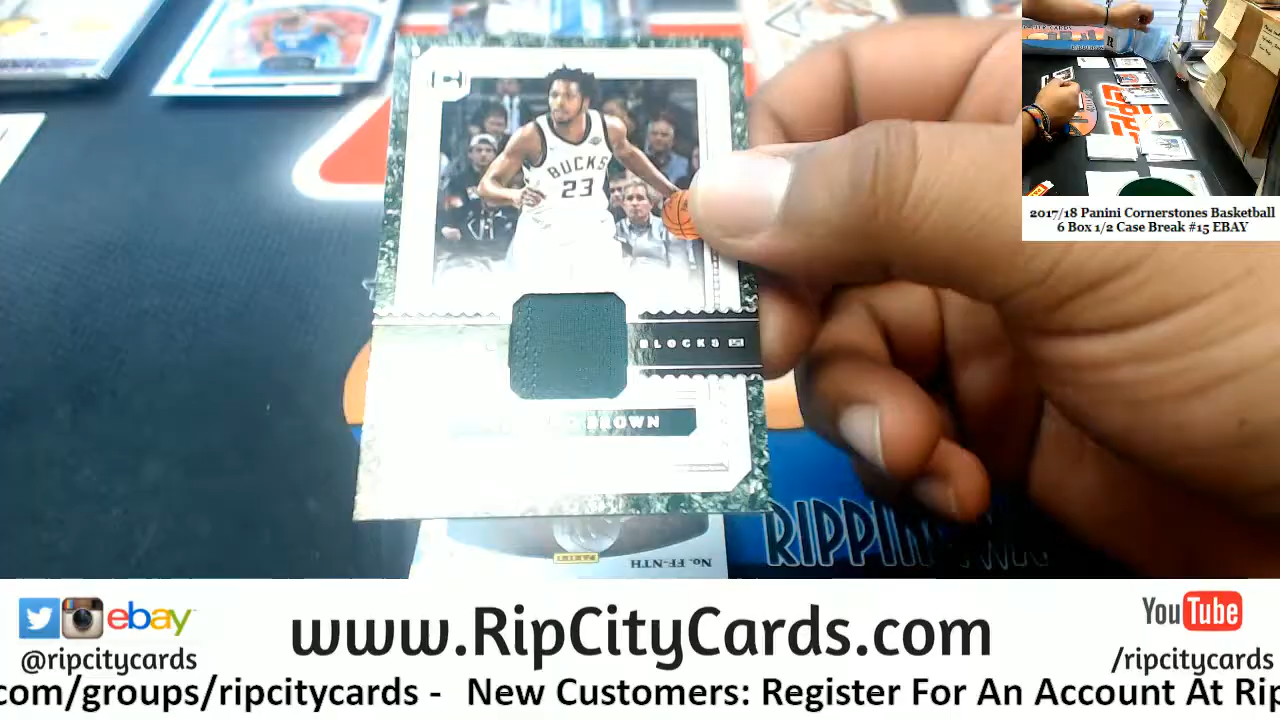 BUCKS
23
BLOCKS
BROWN
RIPPIN
No. FF-NTH
2017/18 Panini Cornerstones Basketball
6 Box 1/2 Case Break #15 EBAY
ebay
www.RipCityCards.com
YouTube
@ripcitycards
/ripcitycards
com/groups/ripcitycards - New Customers: Register For An Account At Rip